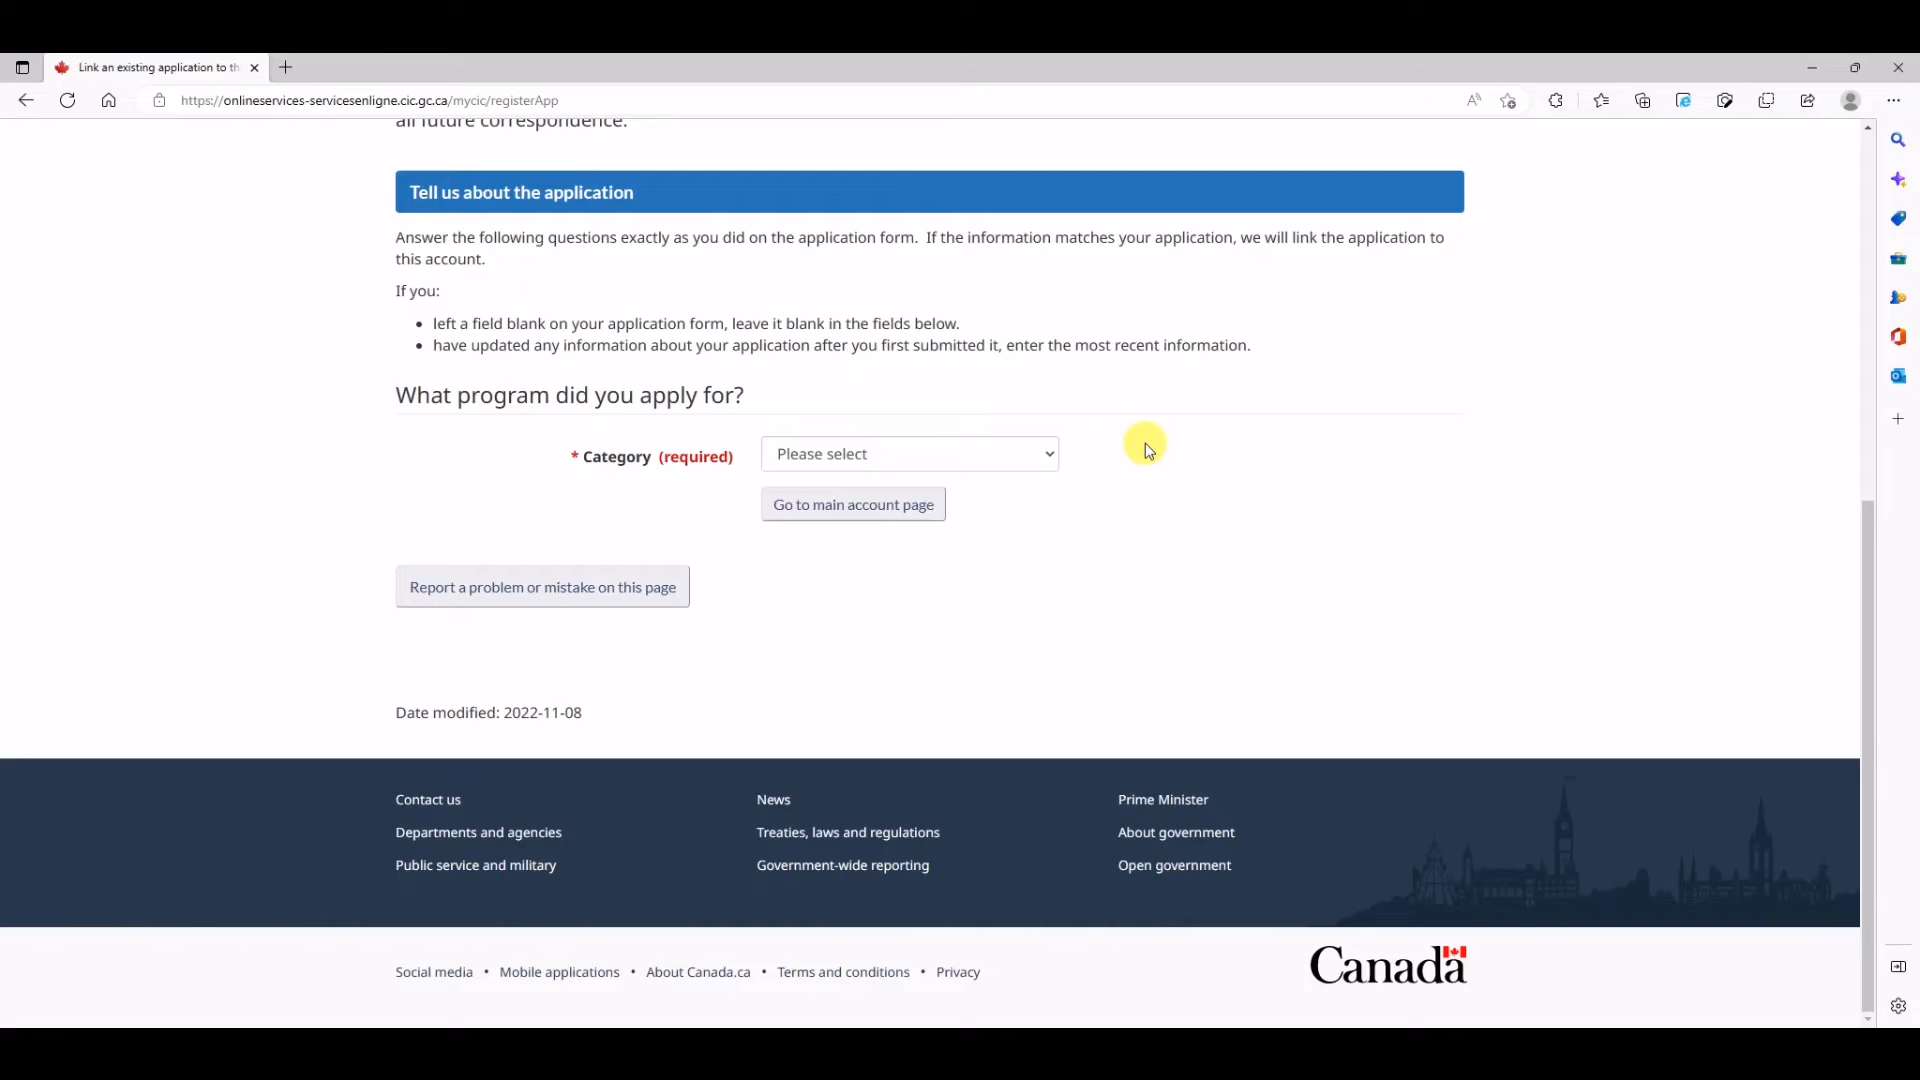 Link an existing application to th
https://onlineservices-servicesenligne.cic.gc.ca/mycic/registerApp
all future correspondence.
Tell us about the application
Answer the following questions exactly as you did on the application form. If the information matches your application, we will link the application to
this account.
If you:
• left a field blank on your application form, leave it blank in the fields below.
• have updated any information about your application after you first submitted it, enter the most recent information.
What program did you apply for?
* Category (required) Please select
Go to main account page
Report a problem or mistake on this page
Date modified: 2022-11-08
Contact us News Prime Minister
Departments and agencies Treaties, laws and regulations About government
Public service and military Government-wide reporting Open government
Social media • Mobile applications • About Canada.ca • Terms and conditions • Privacy
Canada